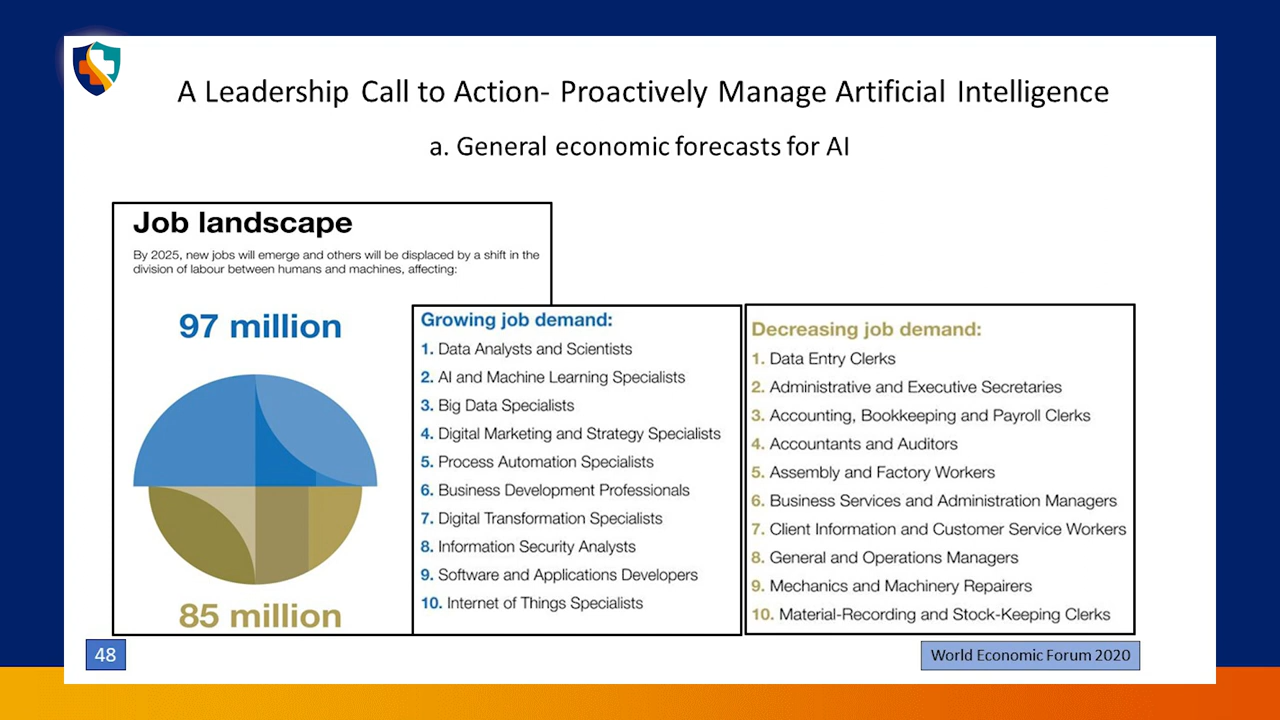 A Leadership Call to Action- Proactively Manage Artificial Intelligence
a. General economic forecasts for AI
Job landscape
By 2025, new jobs will emerge and others will be displaced by a shift in the
division of labour between humans and machines, affecting:
97 million
85 million
Growing job demand:
1. Data Analysts and Scientists
2. AI and Machine Learning Specialists
3. Big Data Specialists
4. Digital Marketing and Strategy Specialists
5. Process Automation Specialists
6. Business Development Professionals
7. Digital Transformation Specialists
8. Information Security Analysts
9. Software and Applications Developers
10. Internet of Things Specialists
Decreasing job demand:
1. Data Entry Clerks
2. Administrative and Executive Secretaries
3. Accounting, Bookkeeping and Payroll Clerks
4. Accountants and Auditors
5. Assembly and Factory Workers
6. Business Services and Administration Managers
7. Client Information and Customer Service Workers
8. General and Operations Managers
9. Mechanics and Machinery Repairers
10. Material-Recording and Stock-Keeping Clerks
48
World Economic Forum 2020